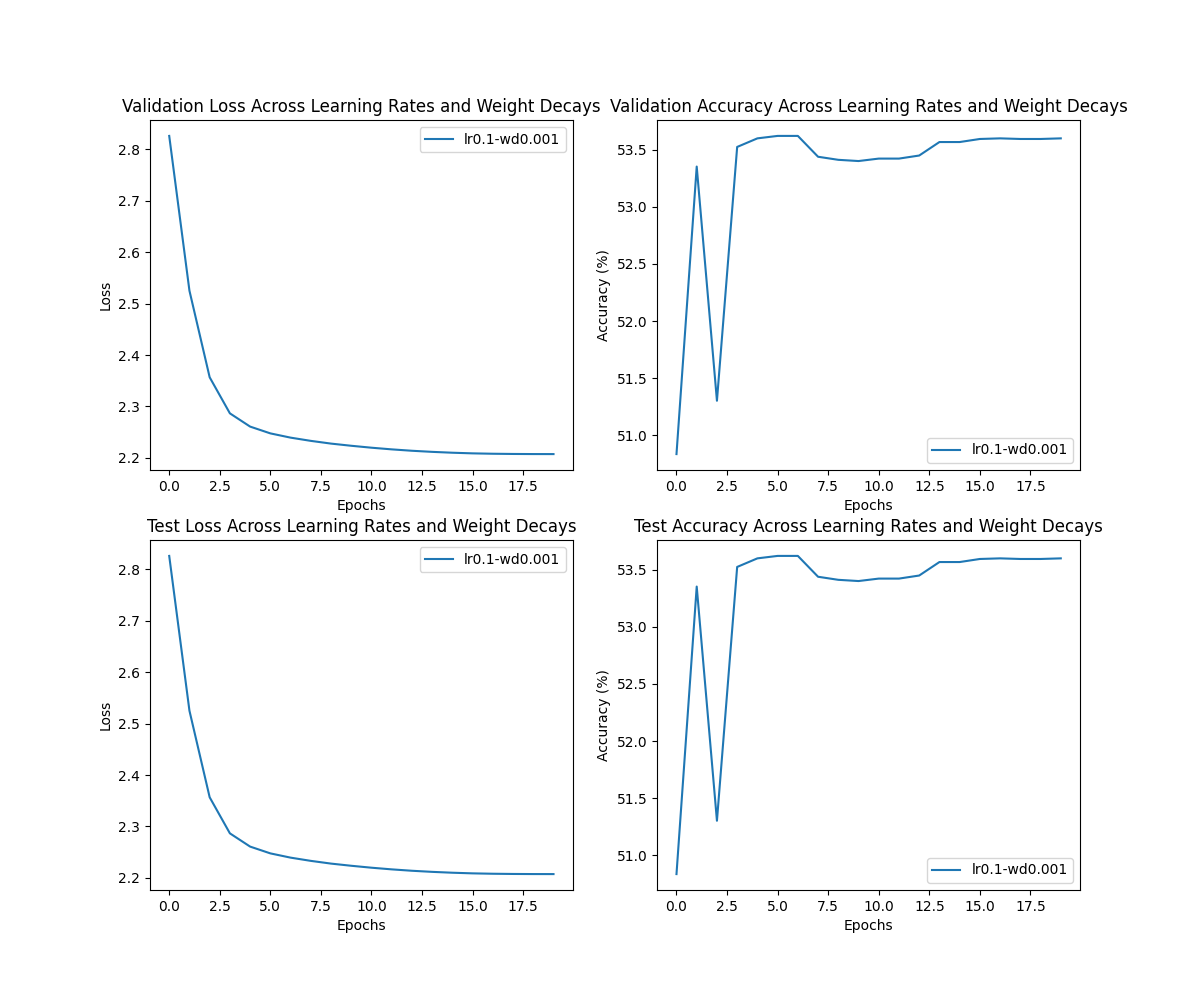 Validation Loss Across Learning Rates and Weight Decays
lr0.1-wd0.001
2.8
2.7
2.6
2.5
2.4
2.3
2.2
Loss
0.0 2.5 5.0 7.5 10.0 12.5 15.0 17.5
Epochs
Validation Accuracy Across Learning Rates and Weight Decays
53.5
53.0
52.5
52.0
51.5
51.0
Accuracy (%)
lr0.1-wd0.001
0.0 2.5 5.0 7.5 10.0 12.5 15.0 17.5
Epochs
Test Loss Across Learning Rates and Weight Decays
lr0.1-wd0.001
2.8
2.7
2.6
2.5
2.4
2.3
2.2
Loss
0.0 2.5 5.0 7.5 10.0 12.5 15.0 17.5
Epochs
Test Accuracy Across Learning Rates and Weight Decays
53.5
53.0
52.5
52.0
51.5
51.0
Accuracy (%)
lr0.1-wd0.001
0.0 2.5 5.0 7.5 10.0 12.5 15.0 17.5
Epochs